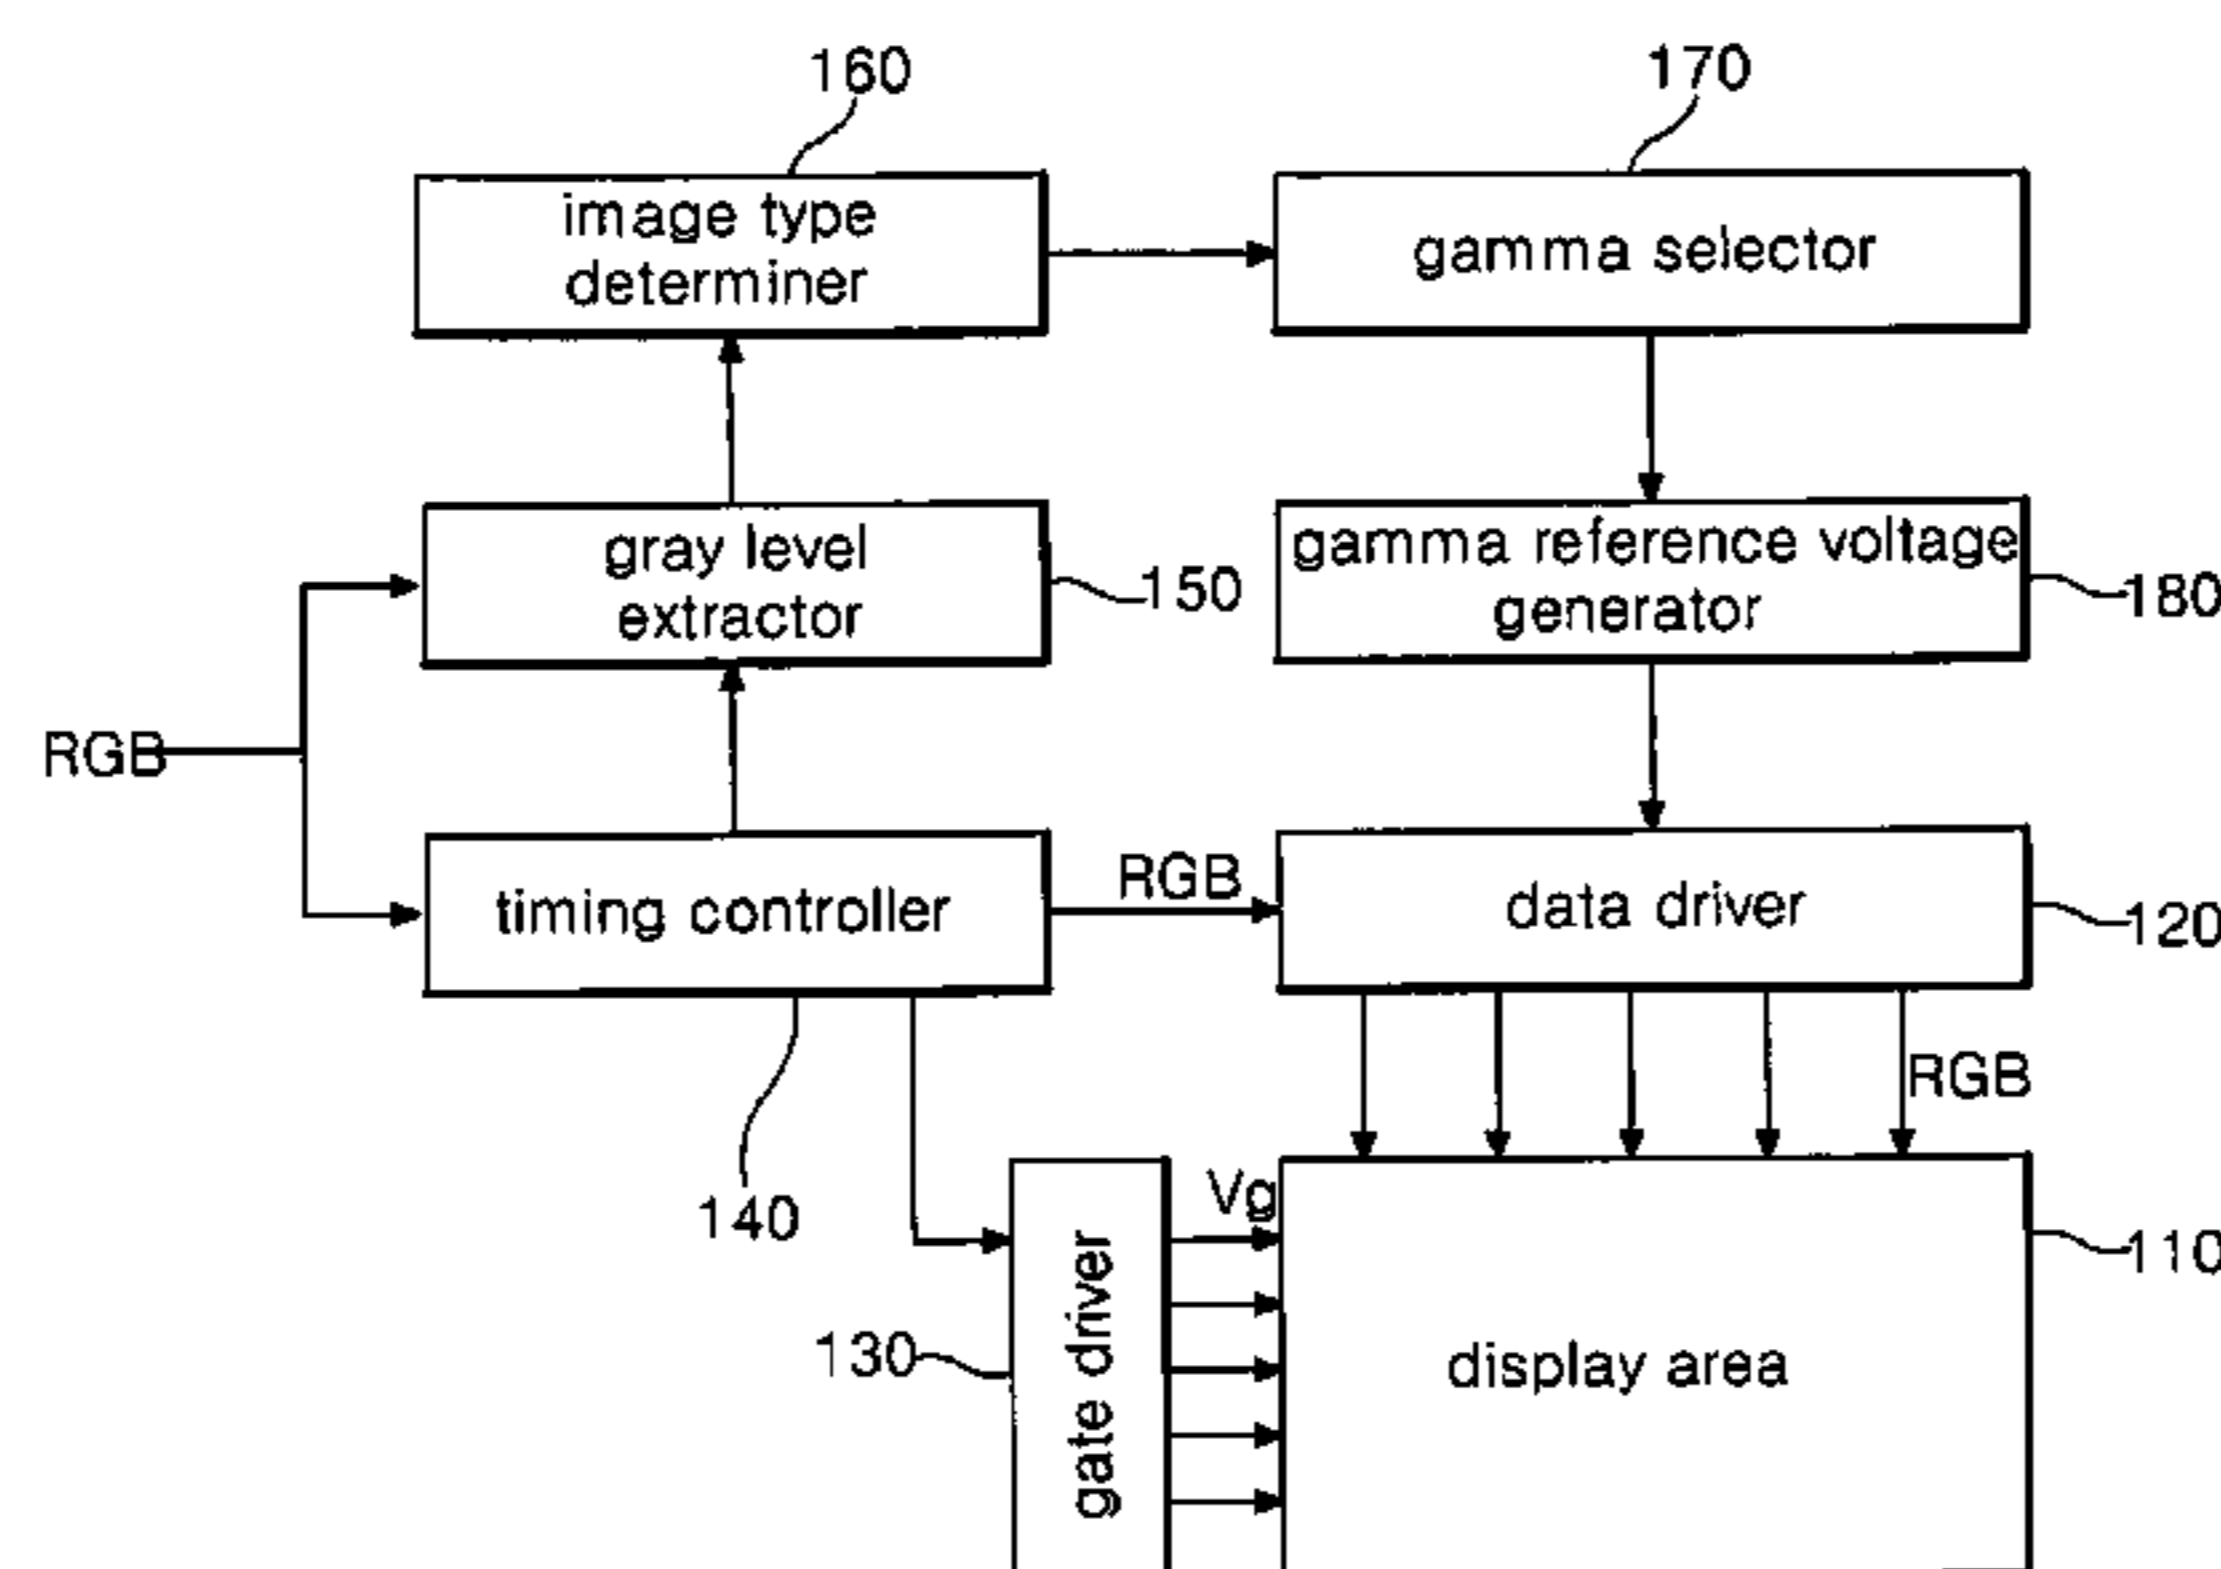 160
170
image type
determiner
gamma selector
gray level
extractor
150
gamma reference voltage
generator
180
RGB
timing controller
RGB
data driver
120
RGB
140
Vg
110
130
gate driver
display area